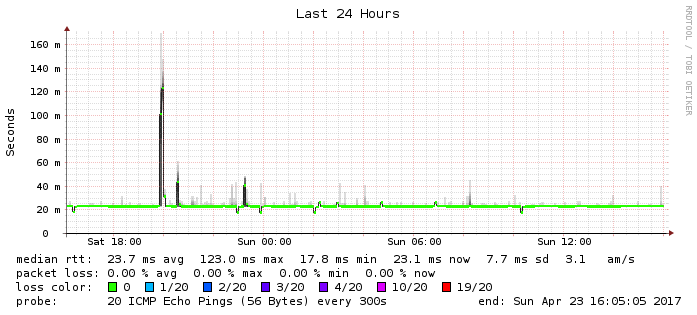 Last 24 Hours
RRDTOOL / TOBI OETIKER
Seconds
160 m
140 m
120 m
100 m
80 m
60 m
40 m
20 m
0
Sat 18:00 Sun 00:00 Sun 06:00 Sun 12:00
median rtt: 23.7 ms avg 123.0 ms max 17.8 ms min 23.1 ms now 7.7 ms sd 3.1 am/s
packet loss: 0.00 % avg 0.00 % max 0.00 % min 0.00 % now
loss color: 0 1/20 2/20 3/20 4/20 10/20 19/20
probe: 20 ICMP Echo Pings (56 Bytes) every 300s end: Sun Apr 23 16:05:05 2017